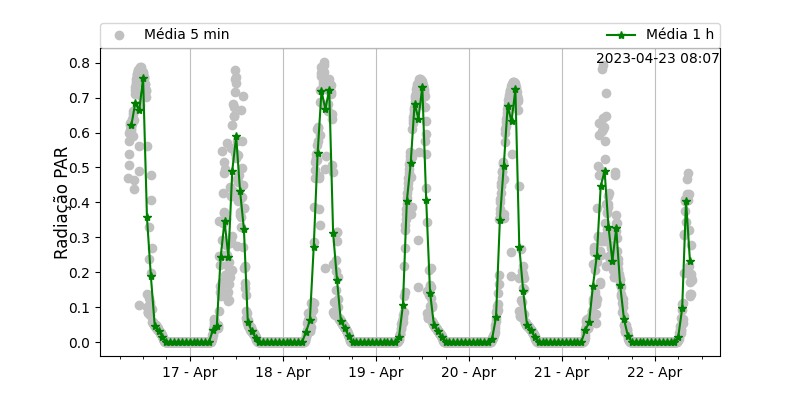 Média 5 min
Média 1 h
2023-04-23 08:07
Radiação PAR
0.8
0.7
0.6
0.5
0.4
0.3
0.2
0.1
0.0
17 - Apr
18 - Apr
19 - Apr
20 - Apr
21 - Apr
22 - Apr